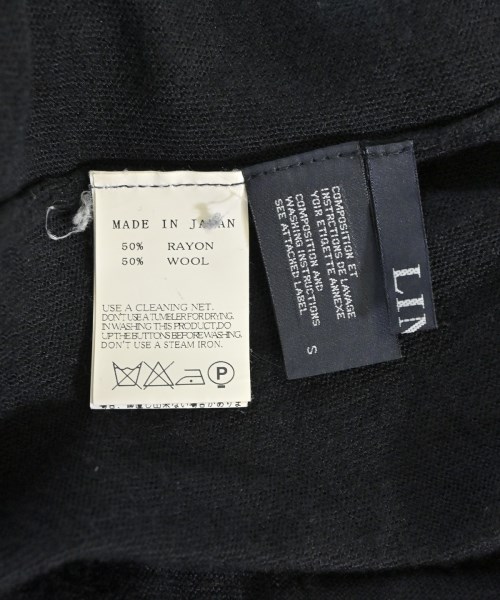 MADE IN JAPAN
50% RAYON
50% WOOL
USE A CLEANING NET.
DON'T USE A TUMBLER FOR DRYING.
IN WASHING THIS PRODUCT,DO
UP THE BUTTONS BEFORE WASHING.
DON'T USE A STEAM IRON.
P
COMPOSITION ET
INSTRUCTIONS DE LAVAGE
VOIR ETIQUETTE ANNEXE
COMPOSITION AND
WASHING INSTRUCTIONS
SEE ATTACHED LABEL
S
LIN